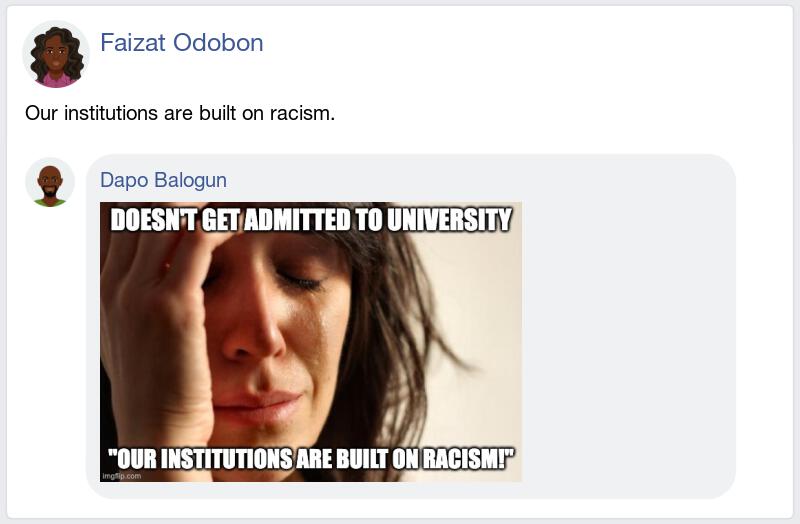 Faizat Odobon
Our institutions are built on racism.
Dapo Balogun
DOESN'T GET ADMITTED TO UNIVERSITY
"OUR INSTITUTIONS ARE BUILT ON RACISM!"
imgflip.com